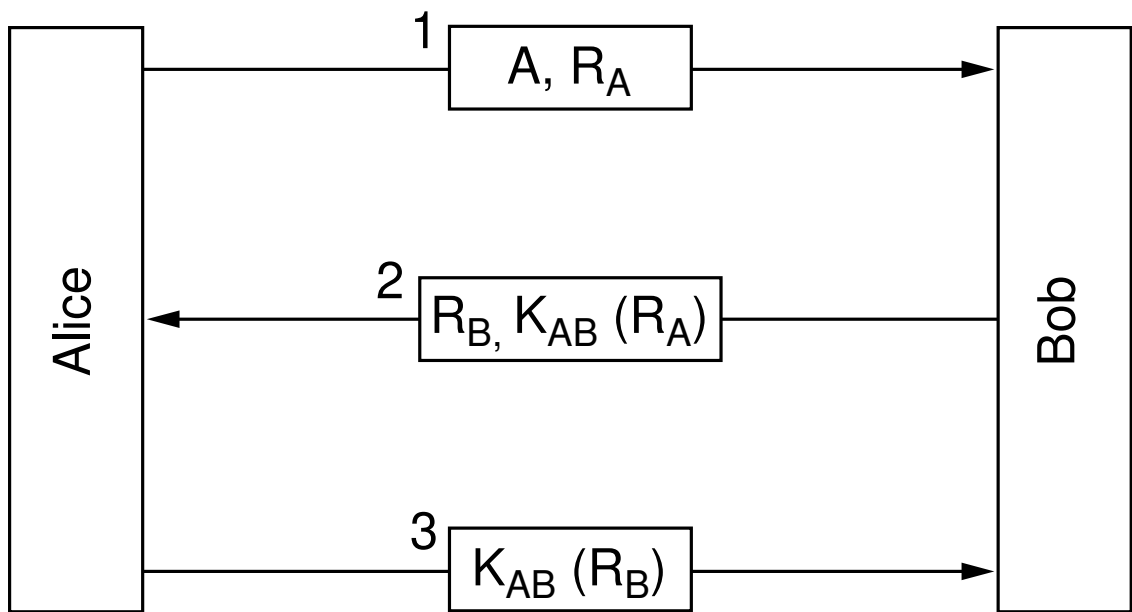 1
A, R_A
Alice
2
R_B, K_AB (R_A)
Bob
3
K_AB (R_B)